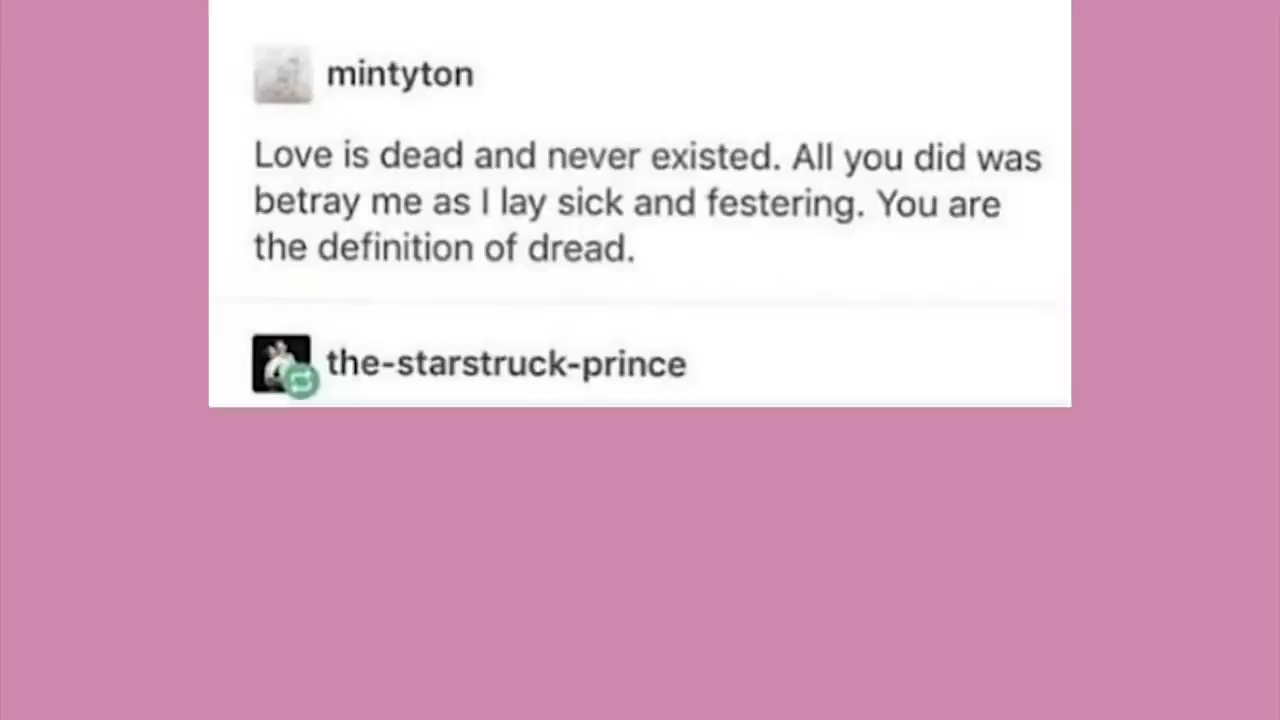 mintyton
Love is dead and never existed. All you did was
betray me as I lay sick and festering. You are
the definition of dread.
the-starstruck-prince